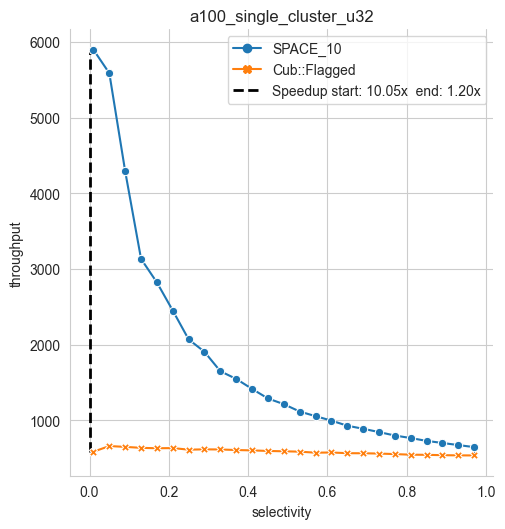 a100_single_cluster_u32
SPACE_10
Cub::Flagged
Speedup start: 10.05x  end: 1.20x
6000
5000
4000
3000
2000
1000
throughput
0.0 0.2 0.4 0.6 0.8 1.0
selectivity